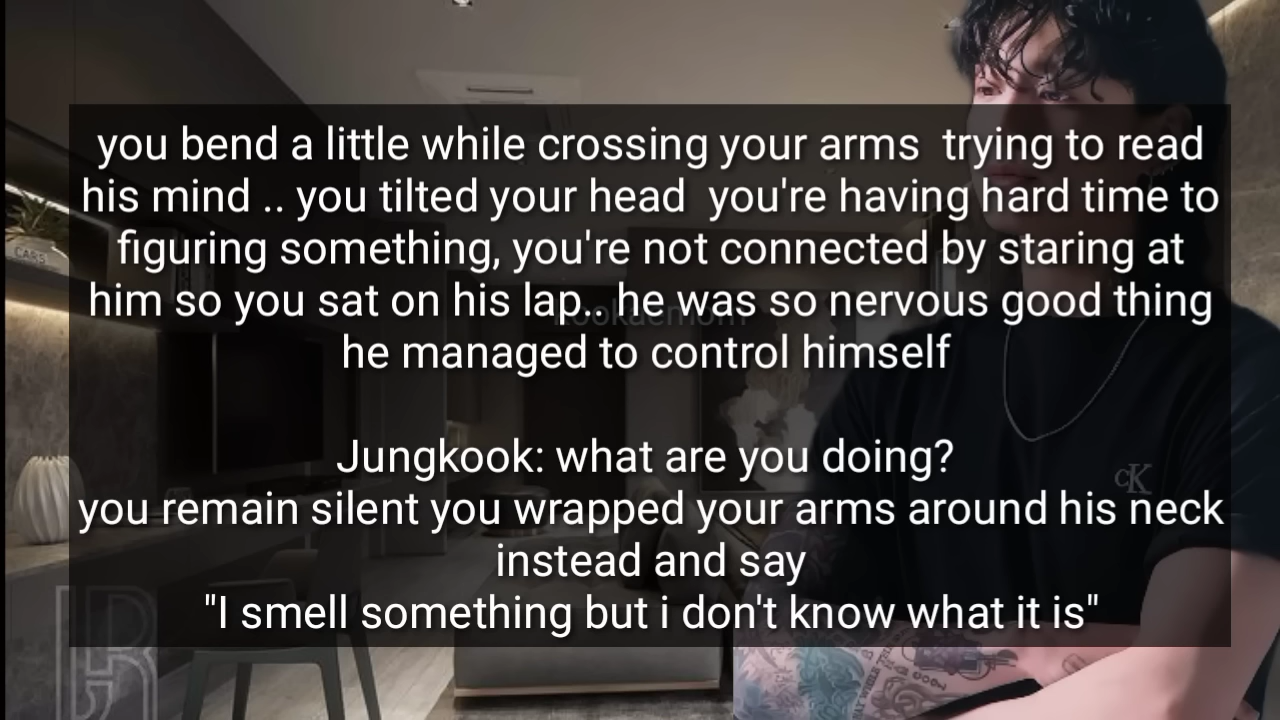 you bend a little while crossing your arms  trying to read
his mind .. you tilted your head  you're having hard time to
figuring something, you're not connected by staring at
him so you sat on his lap.. he was so nervous good thing
he managed to control himself
Jungkook: what are you doing?
you remain silent you wrapped your arms around his neck
instead and say
"I smell something but i don't know what it is"
CK